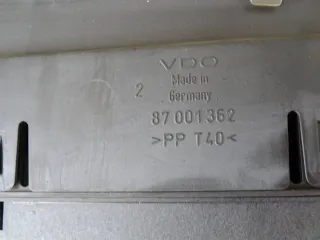 VDO
Made in
2
Germany
87 001 362
>PP T40<